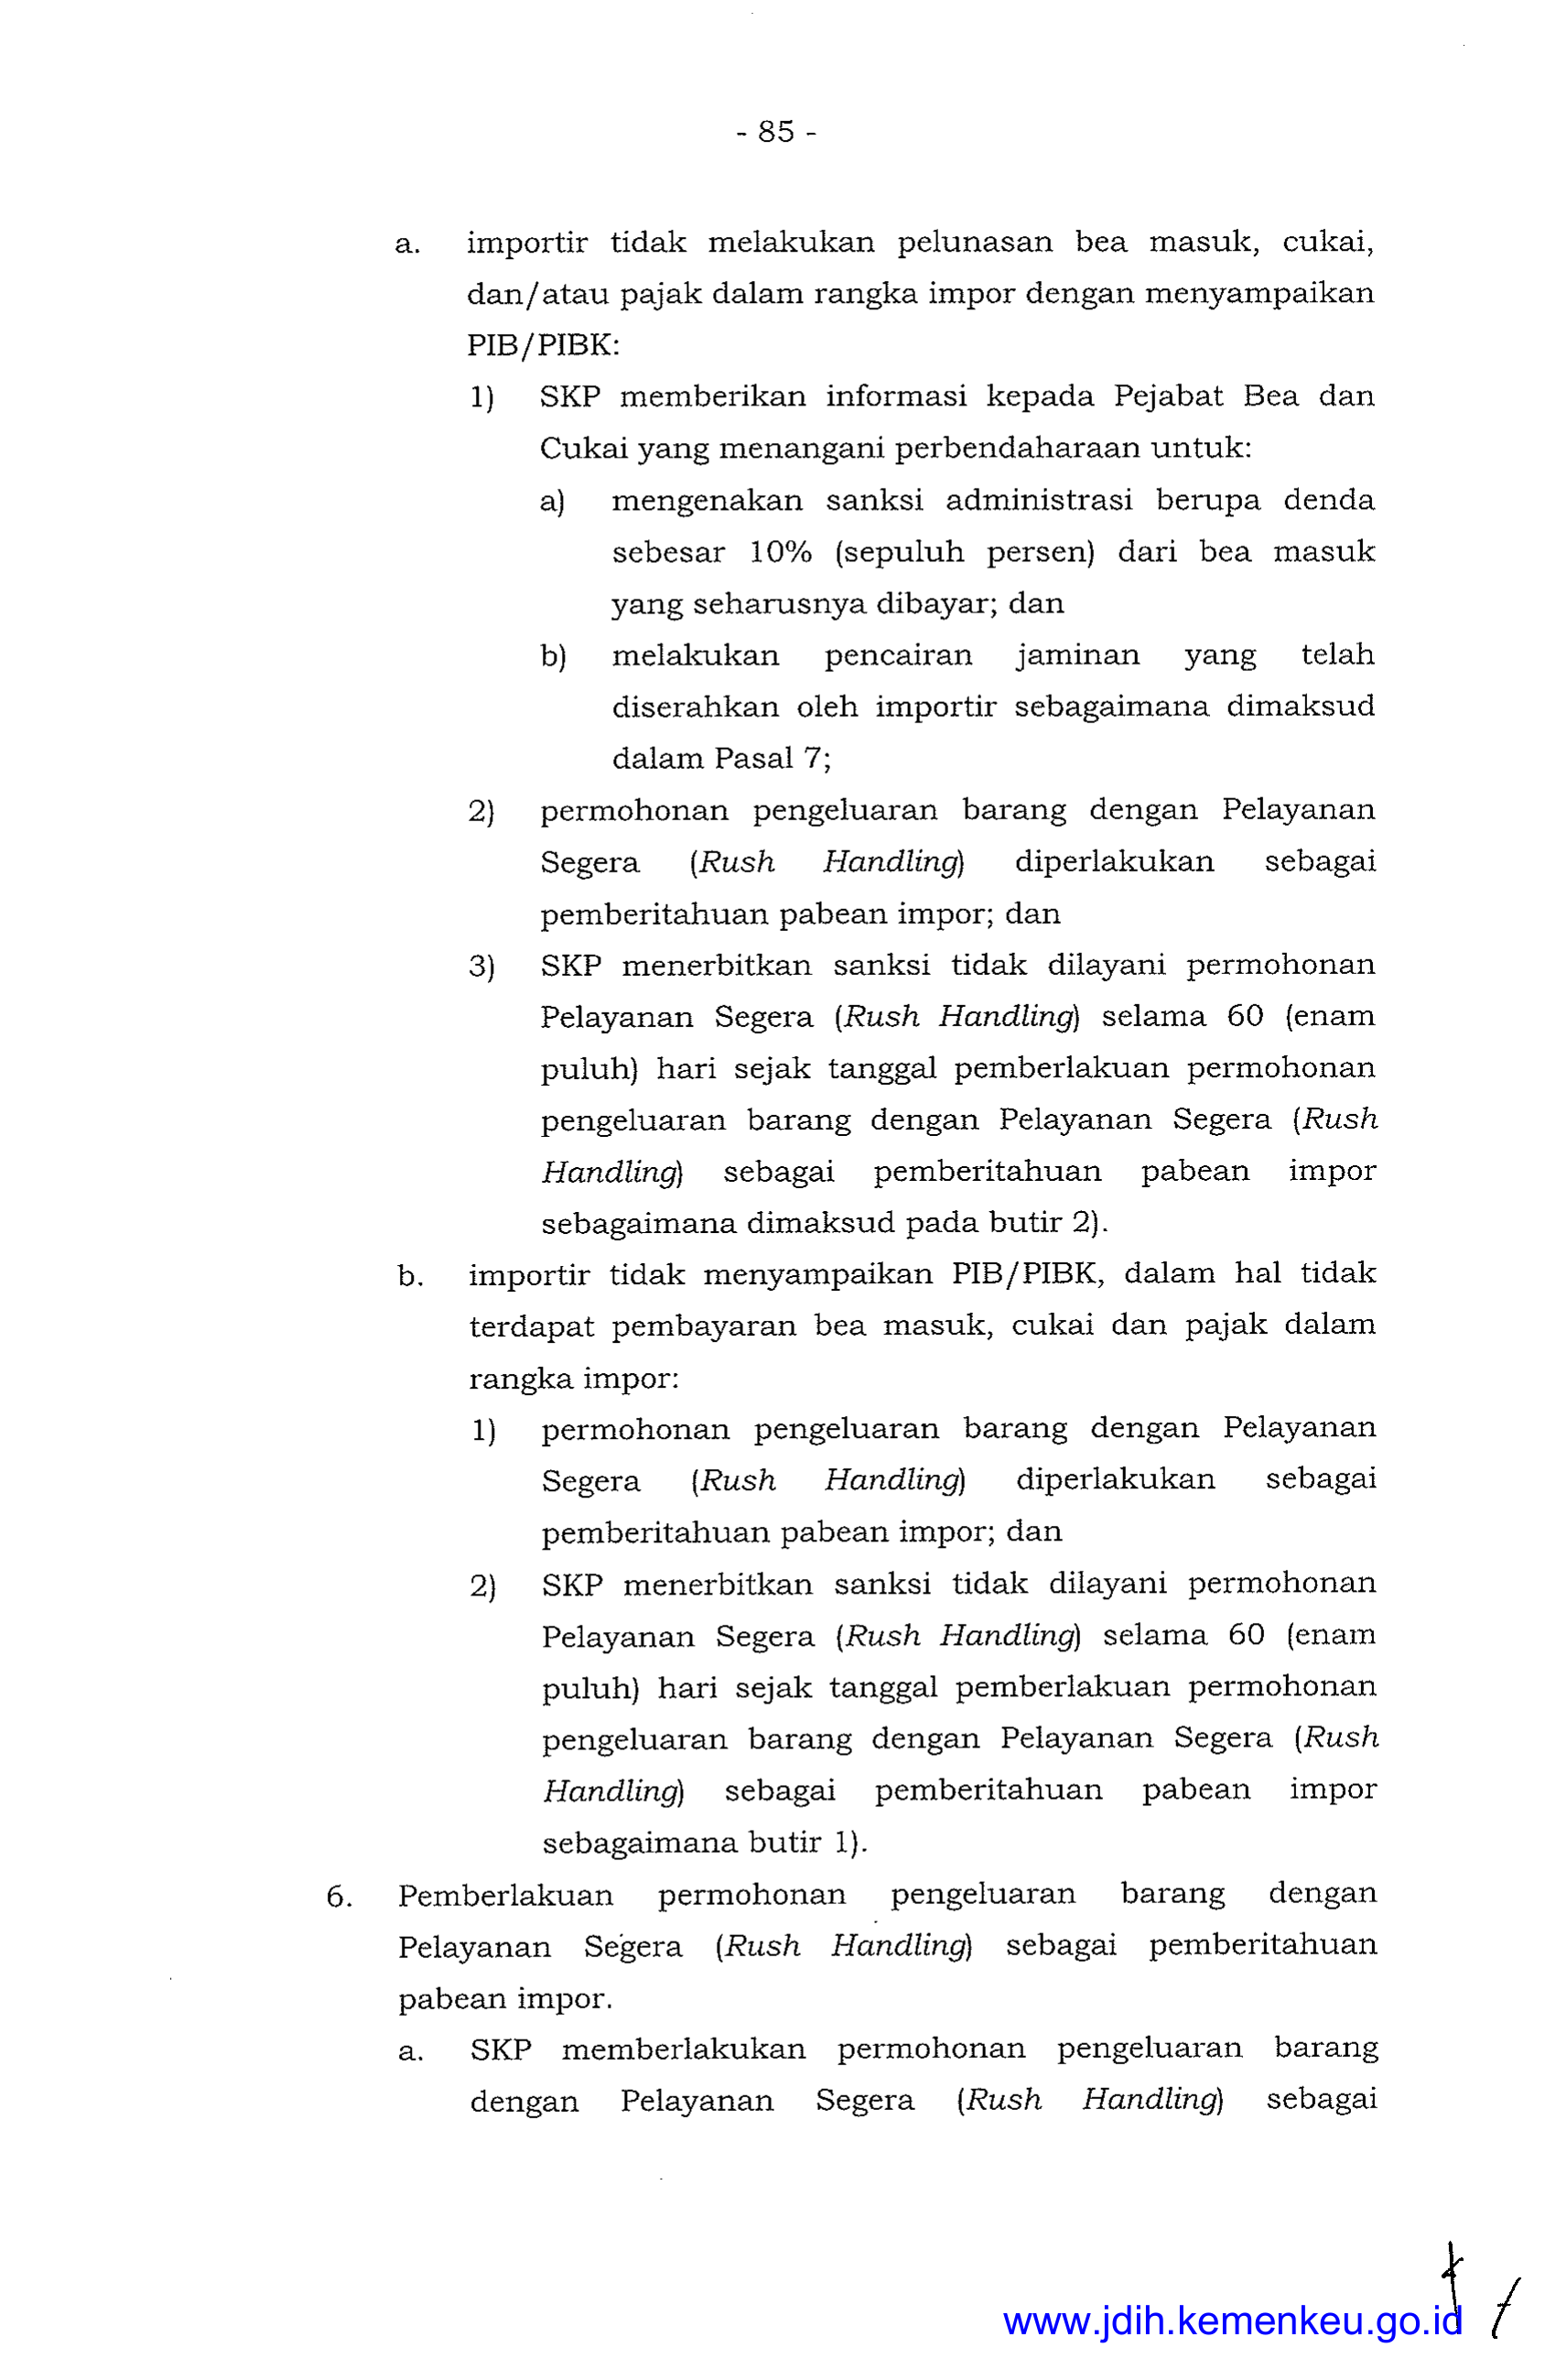 - 85 -
a. importir tidak melakukan pelunasan bea masuk, cukai,
dan/atau pajak dalam rangka impor dengan menyampaikan
PIB/PIBK:
1) SKP memberikan informasi kepada Pejabat Bea dan
Cukai yang menangani perbendaharaan untuk:
a) mengenakan sanksi administrasi berupa denda
sebesar 10% (sepuluh persen) dari bea masuk
yang seharusnya dibayar; dan
b) melakukan pencairan jaminan yang telah
diserahkan oleh importir sebagaimana dimaksud
dalam Pasal 7;
2) permohonan pengeluaran barang dengan Pelayanan
Segera (Rush Handling) diperlakukan sebagai
pemberitahuan pabean impor; dan
3) SKP menerbitkan sanksi tidak dilayani permohonan
Pelayanan Segera (Rush Handling) selama 60 (enam
puluh) hari sejak tanggal pemberlakuan permohonan
pengeluaran barang dengan Pelayanan Segera (Rush
Handling) sebagai pemberitahuan pabean impor
sebagaimana dimaksud pada butir 2).
b. importir tidak menyampaikan PIB/PIBK, dalam hal tidak
terdapat pembayaran bea masuk, cukai dan pajak dalam
rangka impor:
1) permohonan pengeluaran barang dengan Pelayanan
Segera (Rush Handling) diperlakukan sebagai
pemberitahuan pabean impor; dan
2) SKP menerbitkan sanksi tidak dilayani permohonan
Pelayanan Segera (Rush Handling) selama 60 (enam
puluh) hari sejak tanggal pemberlakuan permohonan
pengeluaran barang dengan Pelayanan Segera (Rush
Handling) sebagai pemberitahuan pabean impor
sebagaimana butir 1).
6. Pemberlakuan permohonan pengeluaran barang dengan
Pelayanan Segera (Rush Handling) sebagai pemberitahuan
pabean impor.
a. SKP memberlakukan permohonan pengeluaran barang
dengan Pelayanan Segera (Rush Handling) sebagai
www.jdih.kemenkeu.go.id